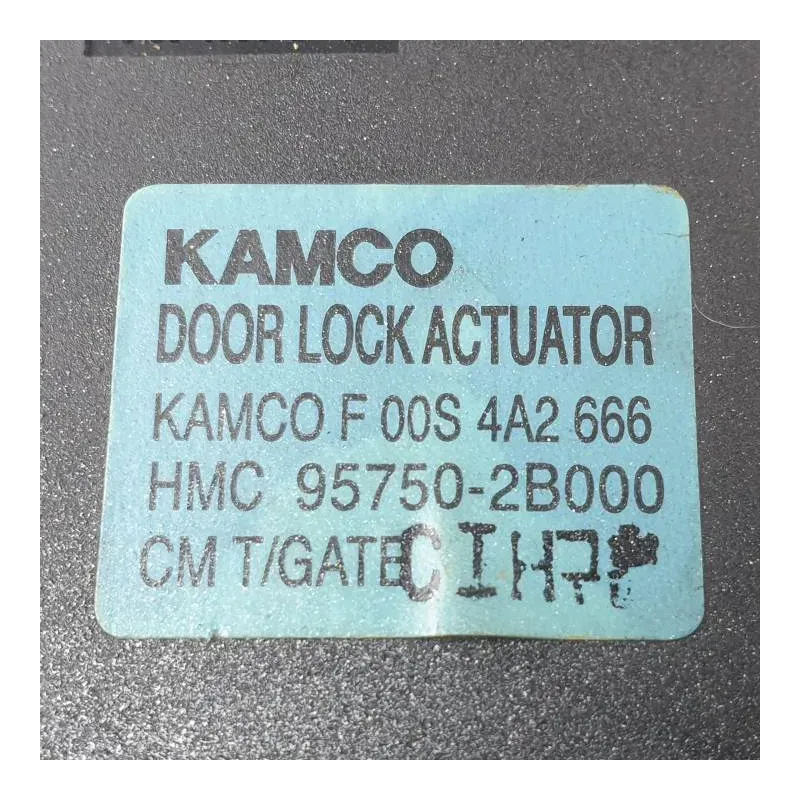 KAMCO
DOOR LOCK ACTUATOR
KAMCO F 00S 4A2 666
HMC 95750-2B000
CM T/GATE